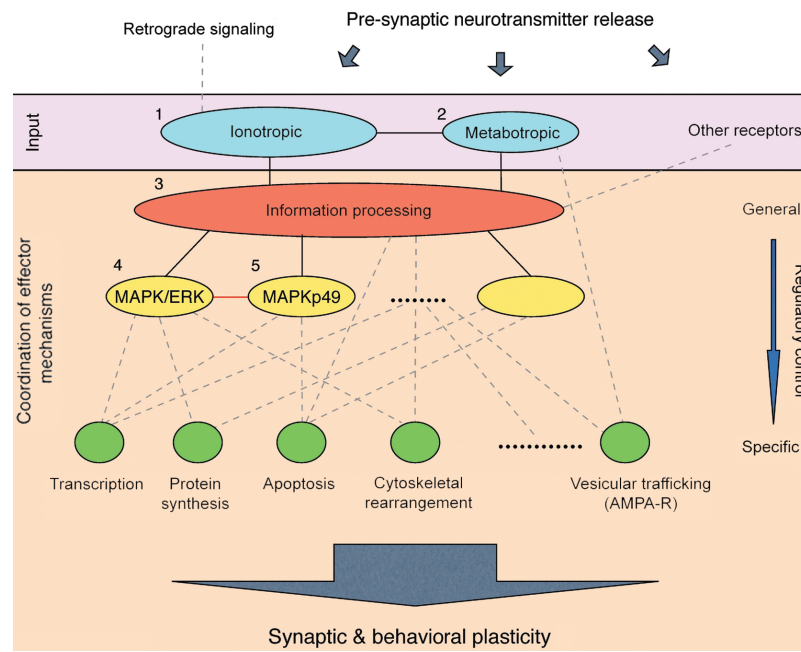 Pre-synaptic neurotransmitter release
Retrograde signaling
1
2
Ionotropic
Metabotropic
Other receptors
Input
3
Information processing
General
4
5
MAPK/ERK
MAPKp49
Coordination of effector
mechanisms
Regulatory control
Specific
Transcription
Protein
synthesis
Apoptosis
Cytoskeletal
rearrangement
Vesicular trafficking
(AMPA-R)
Synaptic & behavioral plasticity